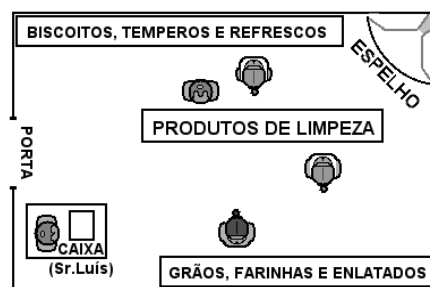 BISCOITOS, TEMPEROS E REFRESCOS
ESPELHO
PRODUTOS DE LIMPEZA
PORTA
CAIXA
(Sr.Luís)
GRÃOS, FARINHAS E ENLATADOS